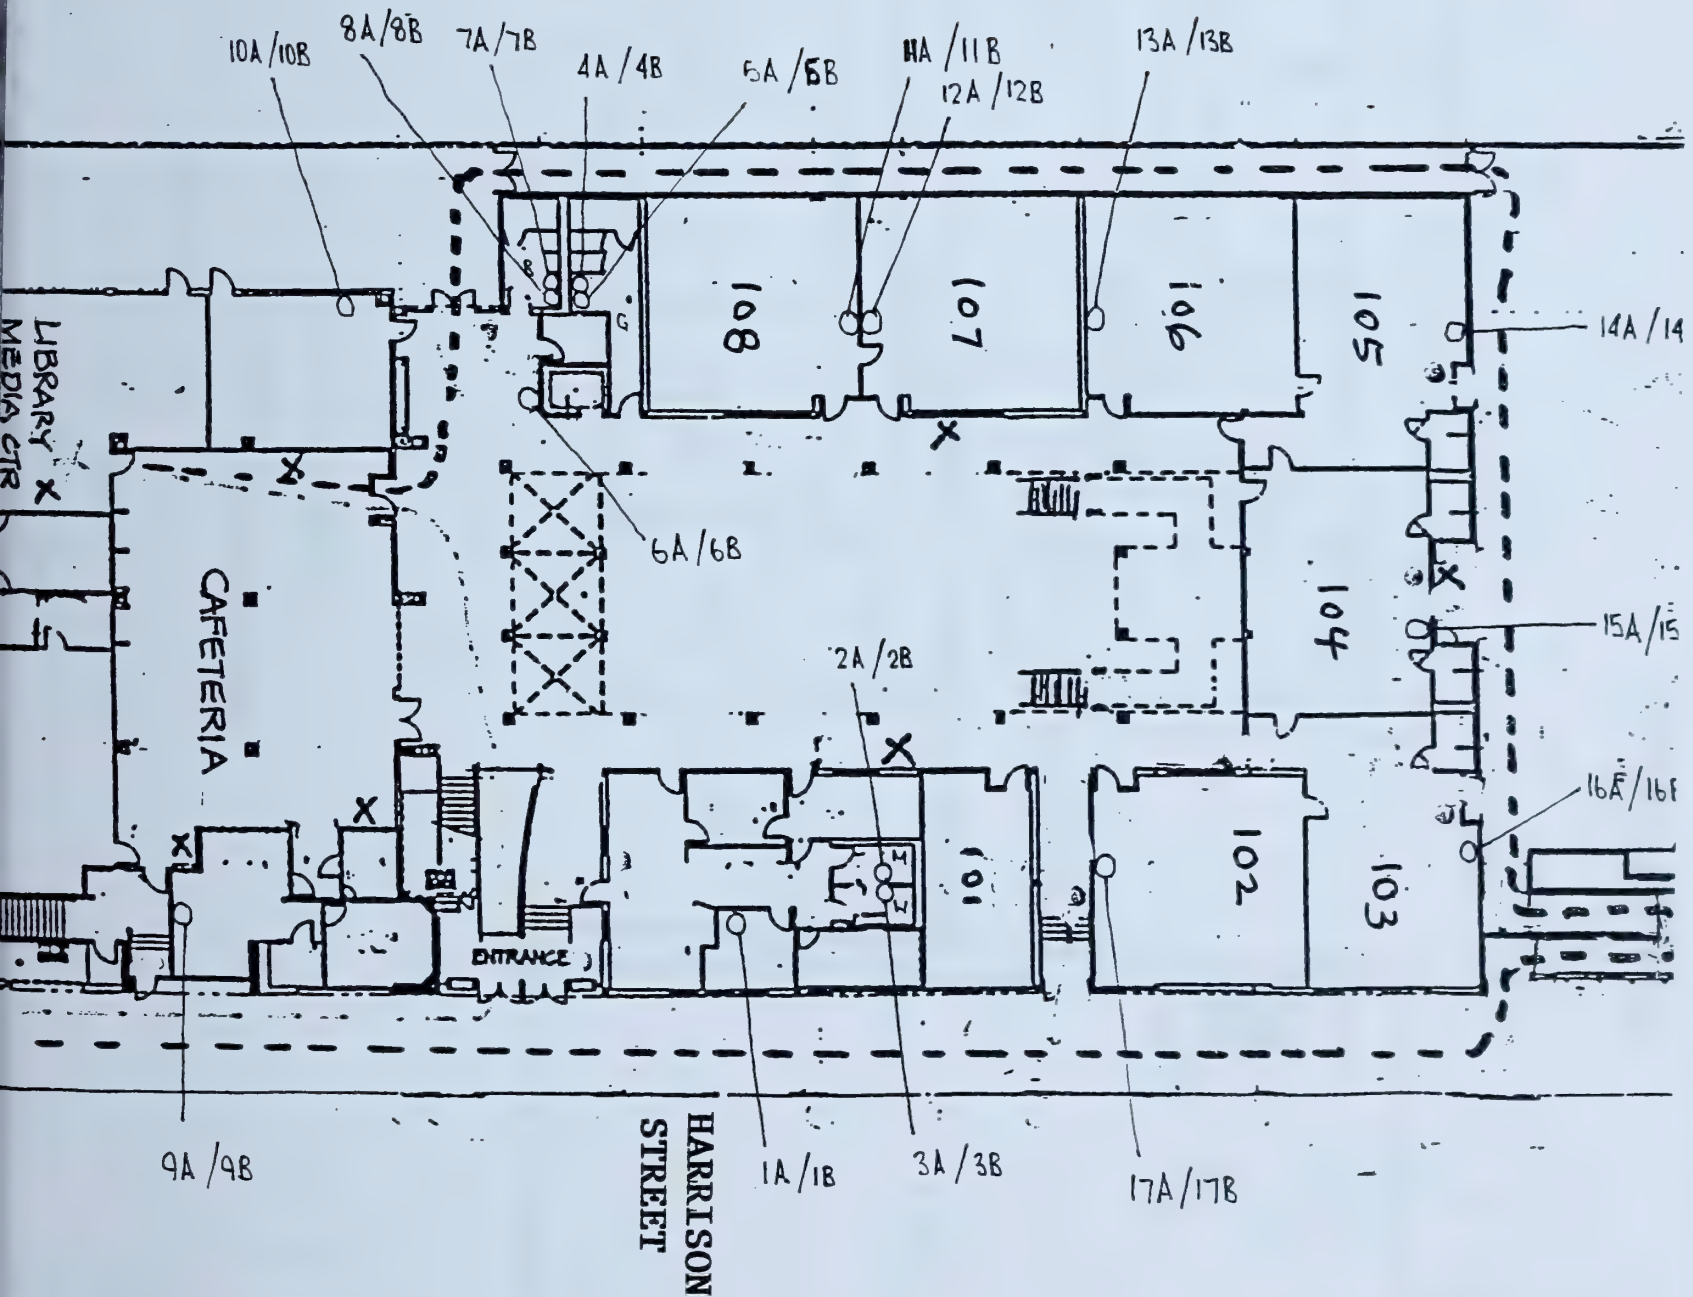 10A/10B
8A/8B
7A/7B
4A/4B
5A/5B
11A/11B
12A/12B
13A/13B
14A/14
15A/15
16A/16
17A/17B
6A/6B
2A/2B
3A/3B
1A/1B
9A/9B
B
G
108
107
106
105
104
103
102
101
M
W
LIBRARY
MEDIA CTR
CAFETERIA
ENTRANCE
HARRISON
STREET
X
X
X
X
X
X
X